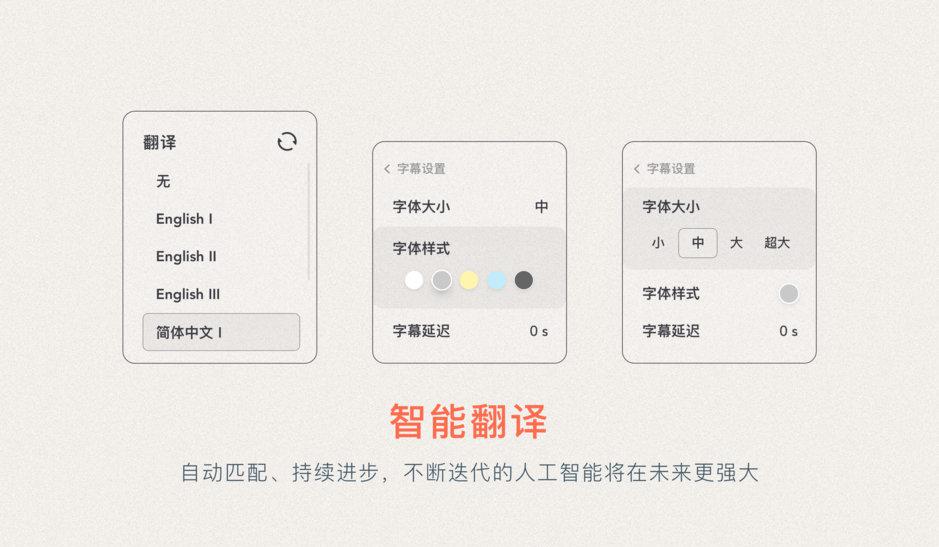 翻译
无
English I
English II
English III
简体中文 I
字幕设置
字体大小 中
字体样式
字幕延迟 0 s
字幕设置
字体大小
小 中 大 超大
字体样式
字幕延迟 0 s
智能翻译
自动匹配、持续进步，不断迭代的人工智能将在未来更强大